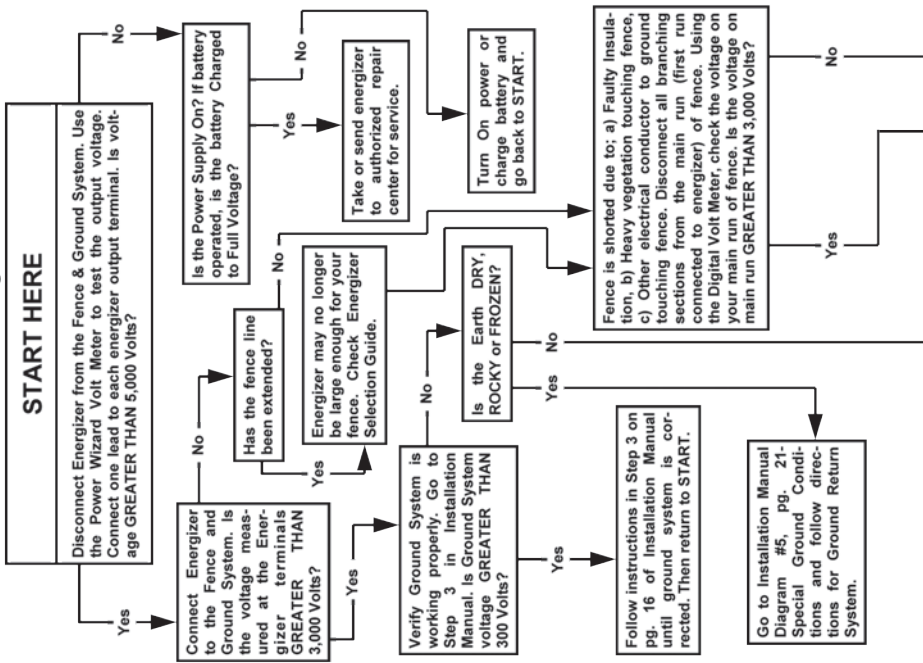 START HERE
Disconnect Energizer from the Fence & Ground System. Use
the Power Wizard Volt Meter to test the output voltage.
Connect one lead to each energizer output terminal. Is volt-
age GREATER THAN 5,000 Volts?
Yes
No
Connect Energizer
to the Fence and
Ground System. Is
the voltage meas-
ured at the Ener-
gizer terminals
GREATER THAN
3,000 Volts?
No
Yes
Is the Power Supply On? If battery
operated, is the battery Charged
to Full Voltage?
Yes
No
Has the fence line
been extended?
Yes
No
Take or send energizer
to authorized repair
center for service.
Energizer may no longer
be large enough for your
fence. Check Energizer
Selection Guide.
Turn On power or
charge battery and
go back to START.
Verify Ground System is
working properly. Go to
Step 3 in Installation
Manual. Is Ground System
voltage GREATER THAN
300 Volts?
No
Yes
Is the Earth DRY,
ROCKY or FROZEN?
Yes
No
Fence is shorted due to; a) Faulty Insula-
tion, b) Heavy vegetation touching fence,
c) Other electrical conductor to ground
touching fence. Disconnect all branching
sections from the main run (first run
connected to energizer) of fence. Using
the Digital Volt Meter, check the voltage on
your main run of fence. Is the voltage on
main run GREATER THAN 3,000 Volts?
Yes
No
Follow instructions in Step 3 on
pg. 16 of Installation Manual
until ground system is cor-
rected. Then return to START.
Go to Installation Manual
Diagram #5, pg. 21-
Special Ground Condi-
tions and follow direc-
tions for Ground Return
System.